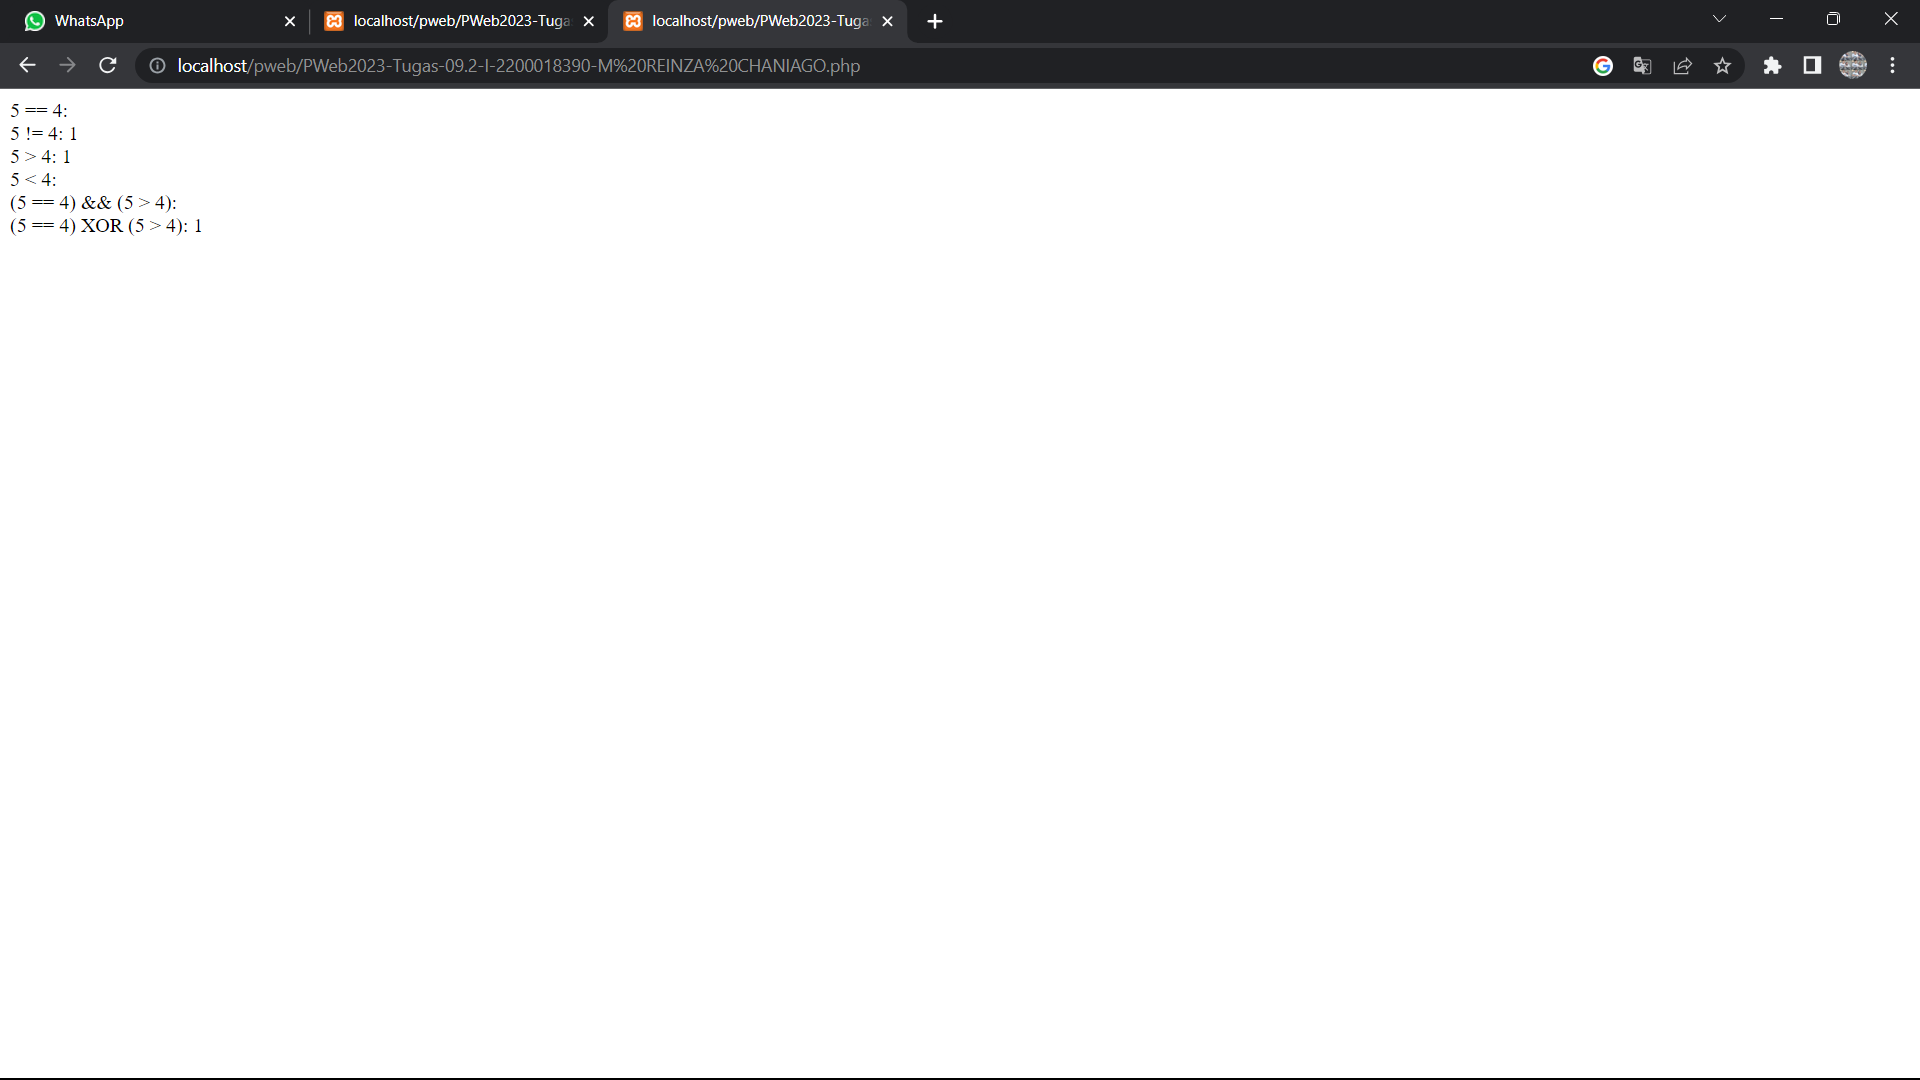 WhatsApp
localhost/pweb/PWeb2023-Tuga
localhost/pweb/PWeb2023-Tuga
localhost/pweb/PWeb2023-Tugas-09.2-I-2200018390-M%20REINZA%20CHANIAGO.php
5 == 4:
5 != 4: 1
5 > 4: 1
5 < 4:
(5 == 4) && (5 > 4):
(5 == 4) XOR (5 > 4): 1